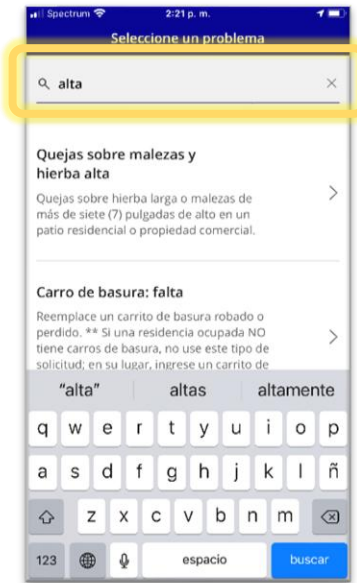 Spectrum 2:21 p. m.
Seleccione un problema
alta
Quejas sobre malezas y
hierba alta
Quejas sobre hierba larga o malezas de
más de siete (7) pulgadas de alto en un
patio residencial o propiedad comercial.
Carro de basura: falta
Reemplace un carrito de basura robado o
perdido. ** Si una residencia ocupada NO
tiene carros de basura, no use este tipo de
solicitud; en su lugar, ingrese un carrito de
“alta” altas altamente
q w e r t y u i o p
a s d f g h j k l ñ
z x c v b n m
123 espacio buscar